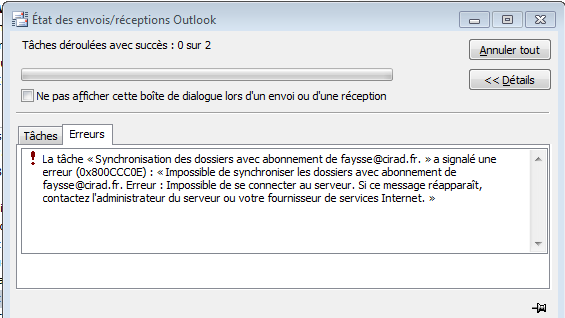 État des envois/réceptions Outlook
Tâches déroulées avec succès : 0 sur 2
Annuler tout
<< Détails
Ne pas afficher cette boîte de dialogue lors d'un envoi ou d'une réception
Tâches
Erreurs
La tâche « Synchronisation des dossiers avec abonnement de faysse@cirad.fr. » a signalé une
erreur (0x800CCC0E) : « Impossible de synchroniser les dossiers avec abonnement de
faysse@cirad.fr. Erreur : Impossible de se connecter au serveur. Si ce message réapparaît,
contactez l'administrateur du serveur ou votre fournisseur de services Internet. »